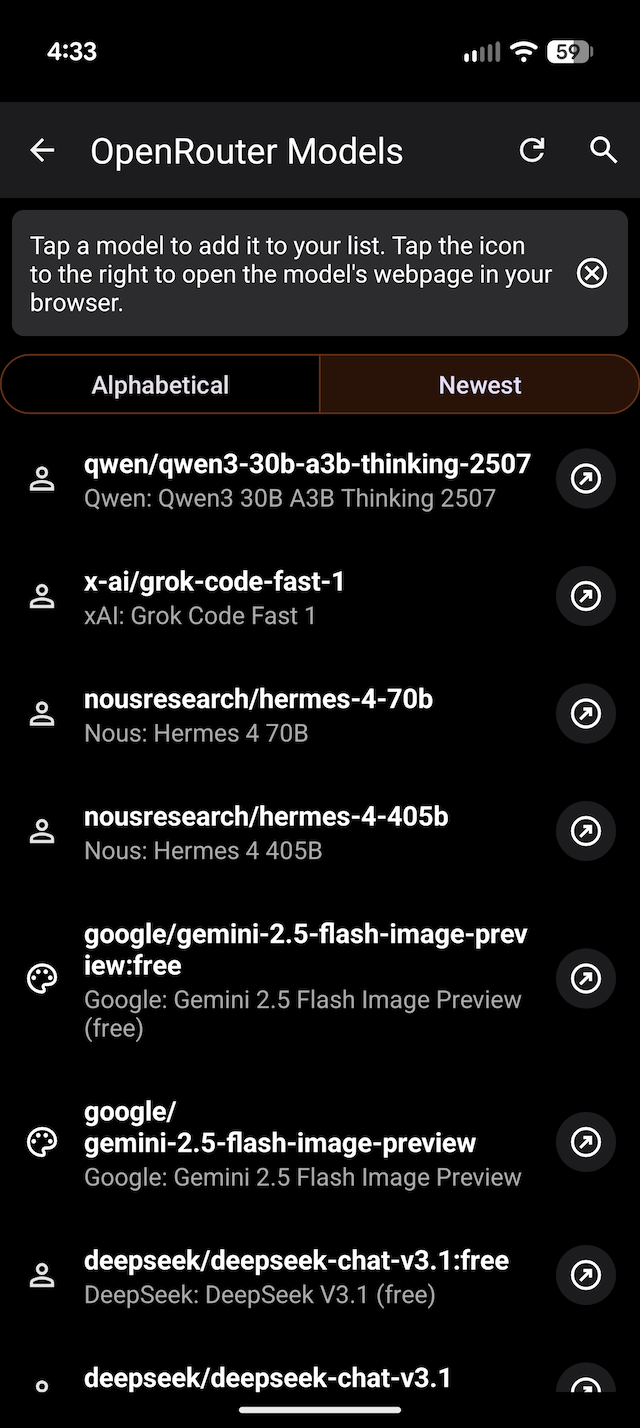 4:33
59
OpenRouter Models
Tap a model to add it to your list. Tap the icon
to the right to open the model's webpage in your
browser.
Alphabetical
Newest
qwen/qwen3-30b-a3b-thinking-2507
Qwen: Qwen3 30B A3B Thinking 2507
x-ai/grok-code-fast-1
xAI: Grok Code Fast 1
nousresearch/hermes-4-70b
Nous: Hermes 4 70B
nousresearch/hermes-4-405b
Nous: Hermes 4 405B
google/gemini-2.5-flash-image-prev
iew:free
Google: Gemini 2.5 Flash Image Preview
(free)
google/
gemini-2.5-flash-image-preview
Google: Gemini 2.5 Flash Image Preview
deepseek/deepseek-chat-v3.1:free
DeepSeek: DeepSeek V3.1 (free)
deepseek/deepseek-chat-v3.1